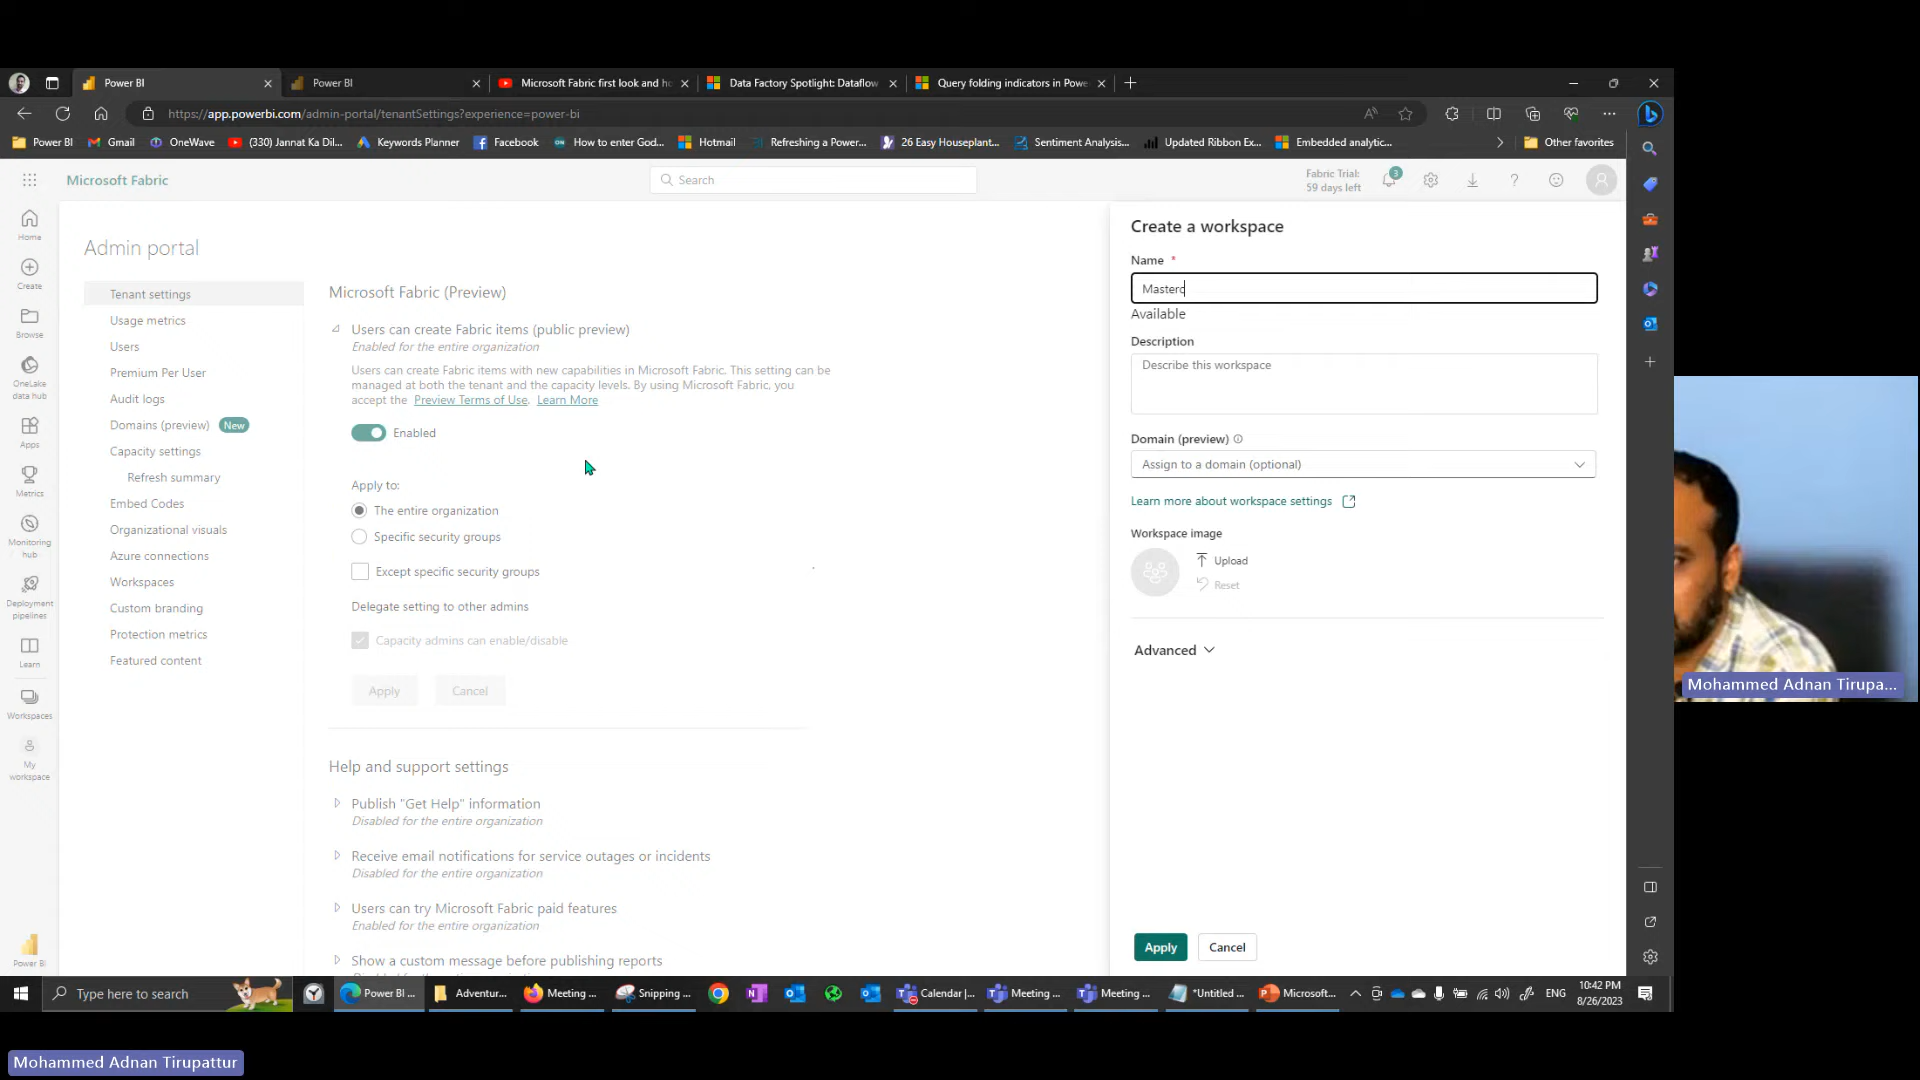 Power BI
Power BI
Microsoft Fabric first look and ho
Data Factory Spotlight: Dataflow
Query folding indicators in Powe
https://app.powerbi.com/admin-portal/tenantSettings?experience=power-bi
Power BI
Gmail
OneWave
(330) Jannat Ka Dil...
Keywords Planner
Facebook
How to enter God...
Hotmail
Refreshing a Power...
26 Easy Houseplant...
Sentiment Analysis...
Updated Ribbon Ex...
Embedded analytic...
Other favorites
Microsoft Fabric
Search
Fabric Trial:
59 days left
3
Home
Create
Browse
OneLake
data hub
Apps
Metrics
Monitoring
hub
Deployment
pipelines
Learn
Workspaces
My
workspace
Power BI
Admin portal
Tenant settings
Usage metrics
Users
Premium Per User
Audit logs
Domains (preview) New
Capacity settings
Refresh summary
Embed Codes
Organizational visuals
Azure connections
Workspaces
Custom branding
Protection metrics
Featured content
Microsoft Fabric (Preview)
Users can create Fabric items (public preview)
Enabled for the entire organization
Users can create Fabric items with new capabilities in Microsoft Fabric. This setting can be
managed at both the tenant and the capacity levels. By using Microsoft Fabric, you
accept the Preview Terms of Use. Learn More
Enabled
Apply to:
The entire organization
Specific security groups
Except specific security groups
Delegate setting to other admins
Capacity admins can enable/disable
Apply
Cancel
Help and support settings
Publish "Get Help" information
Disabled for the entire organization
Receive email notifications for service outages or incidents
Disabled for the entire organization
Users can try Microsoft Fabric paid features
Enabled for the entire organization
Show a custom message before publishing reports
Create a workspace
Name *
Masterc
Available
Description
Describe this workspace
Domain (preview)
Assign to a domain (optional)
Learn more about workspace settings
Workspace image
Upload
Reset
Advanced
Apply
Cancel
Mohammed Adnan Tirupa...
Type here to search
Power BI ...
Adventur...
Meeting ...
Snipping ...
Calendar |...
Meeting ...
Meeting ...
*Untitled ...
Microsoft...
ENG
10:42 PM
8/26/2023
Mohammed Adnan Tirupattur